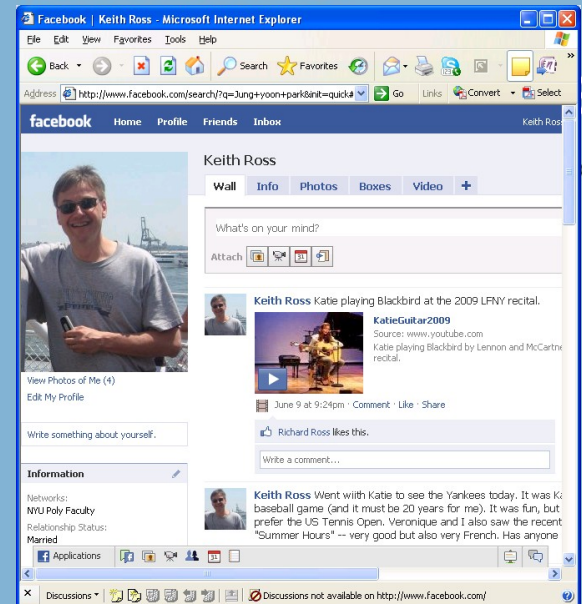 Facebook | Keith Ross - Microsoft Internet Explorer
File Edit View Favorites Tools Help
Back Search Favorites
Address http://www.facebook.com/search/?q=Jung+yoon+park&init=quick# Go Links Convert Select
facebook Home Profile Friends Inbox Keith Ros
Keith Ross
Wall Info Photos Boxes Video +
What's on your mind?
Attach 31
Keith Ross Katie playing Blackbird at the 2009 LFNY recital.
KatieGuitar2009
Source: www.youtube.com
Katie playing Blackbird by Lennon and McCartne
recital.
June 9 at 9:24pm · Comment · Like · Share
Richard Ross likes this.
Write a comment...
View Photos of Me (4)
Edit My Profile
Write something about yourself.
Information
Networks:
NYU Poly Faculty
Relationship Status:
Married
Keith Ross Went wiith Katie to see the Yankees today. It was Ka
baseball game (and it must be 20 years for me). It was fun, but
prefer the US Tennis Open. Veronique and I also saw the recent
"Summer Hours" -- very good but also very French. Has anyone
Applications 31
× Discussions Discussions not available on http://www.facebook.com/